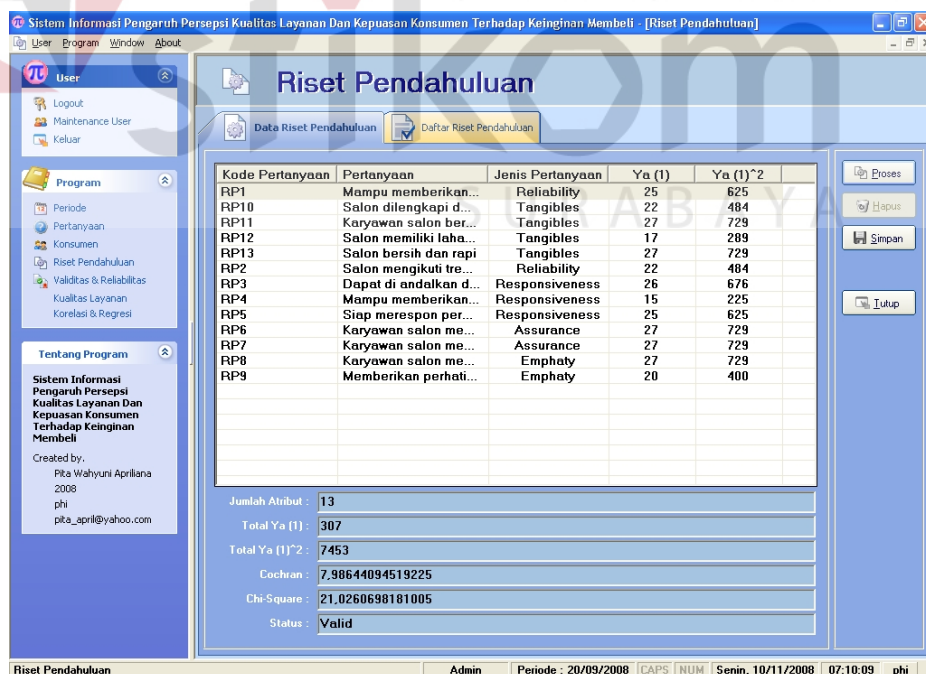 Sistem Informasi Pengaruh Persepsi Kualitas Layanan Dan Kepuasan Konsumen Terhadap Keinginan Membeli - [Riset Pendahuluan]
User Program Window About
User
Logout
Maintenance User
Keluar
Program
Periode
Pertanyaan
Konsumen
Riset Pendahuluan
Validitas & Reliabilitas
Kualitas Layanan
Korelasi & Regresi
Tentang Program
Sistem Informasi
Pengaruh Persepsi
Kualitas Layanan Dan
Kepuasan Konsumen
Terhadap Keinginan
Membeli
Created by.
Pita Wahyuni Apriliana
2008
phi
pita_april@yahoo.com
Riset Pendahuluan
Data Riset Pendahuluan Daftar Riset Pendahuluan
Kode Pertanyaan Pertanyaan Jenis Pertanyaan Ya (1) Ya (1)^2
RP1 Mampu memberikan... Reliability 25 625
RP10 Salon dilengkapi d... Tangibles 22 484
RP11 Karyawan salon ber... Tangibles 27 729
RP12 Salon memiliki laha... Tangibles 17 289
RP13 Salon bersih dan rapi Tangibles 27 729
RP2 Salon mengikuti tre... Reliability 22 484
RP3 Dapat di andalkan d... Responsiveness 26 676
RP4 Mampu memberikan... Responsiveness 15 225
RP5 Siap merespon per... Responsiveness 25 625
RP6 Karyawan salon me... Assurance 27 729
RP7 Karyawan salon me... Assurance 27 729
RP8 Karyawan salon me... Emphaty 27 729
RP9 Memberikan perhati... Emphaty 20 400
Jumlah Atribut : 13
Total Ya (1) : 307
Total Ya (1)^2 : 7453
Cochran : 7,98644094519225
Chi-Square : 21,0260698181005
Status : Valid
Proses
Hapus
Simpan
Tutup
stikom
SURABAYA
Riset Pendahuluan Admin Periode : 20/09/2008 CAPS NUM Senin, 10/11/2008 07:10:09 phi